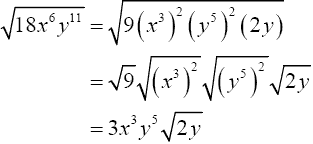 √(18x⁶y¹¹) = √(9(x³)²(y⁵)²(2y))
= √9 √((x³)²) √((y⁵)²) √(2y)
= 3x³y⁵√(2y)